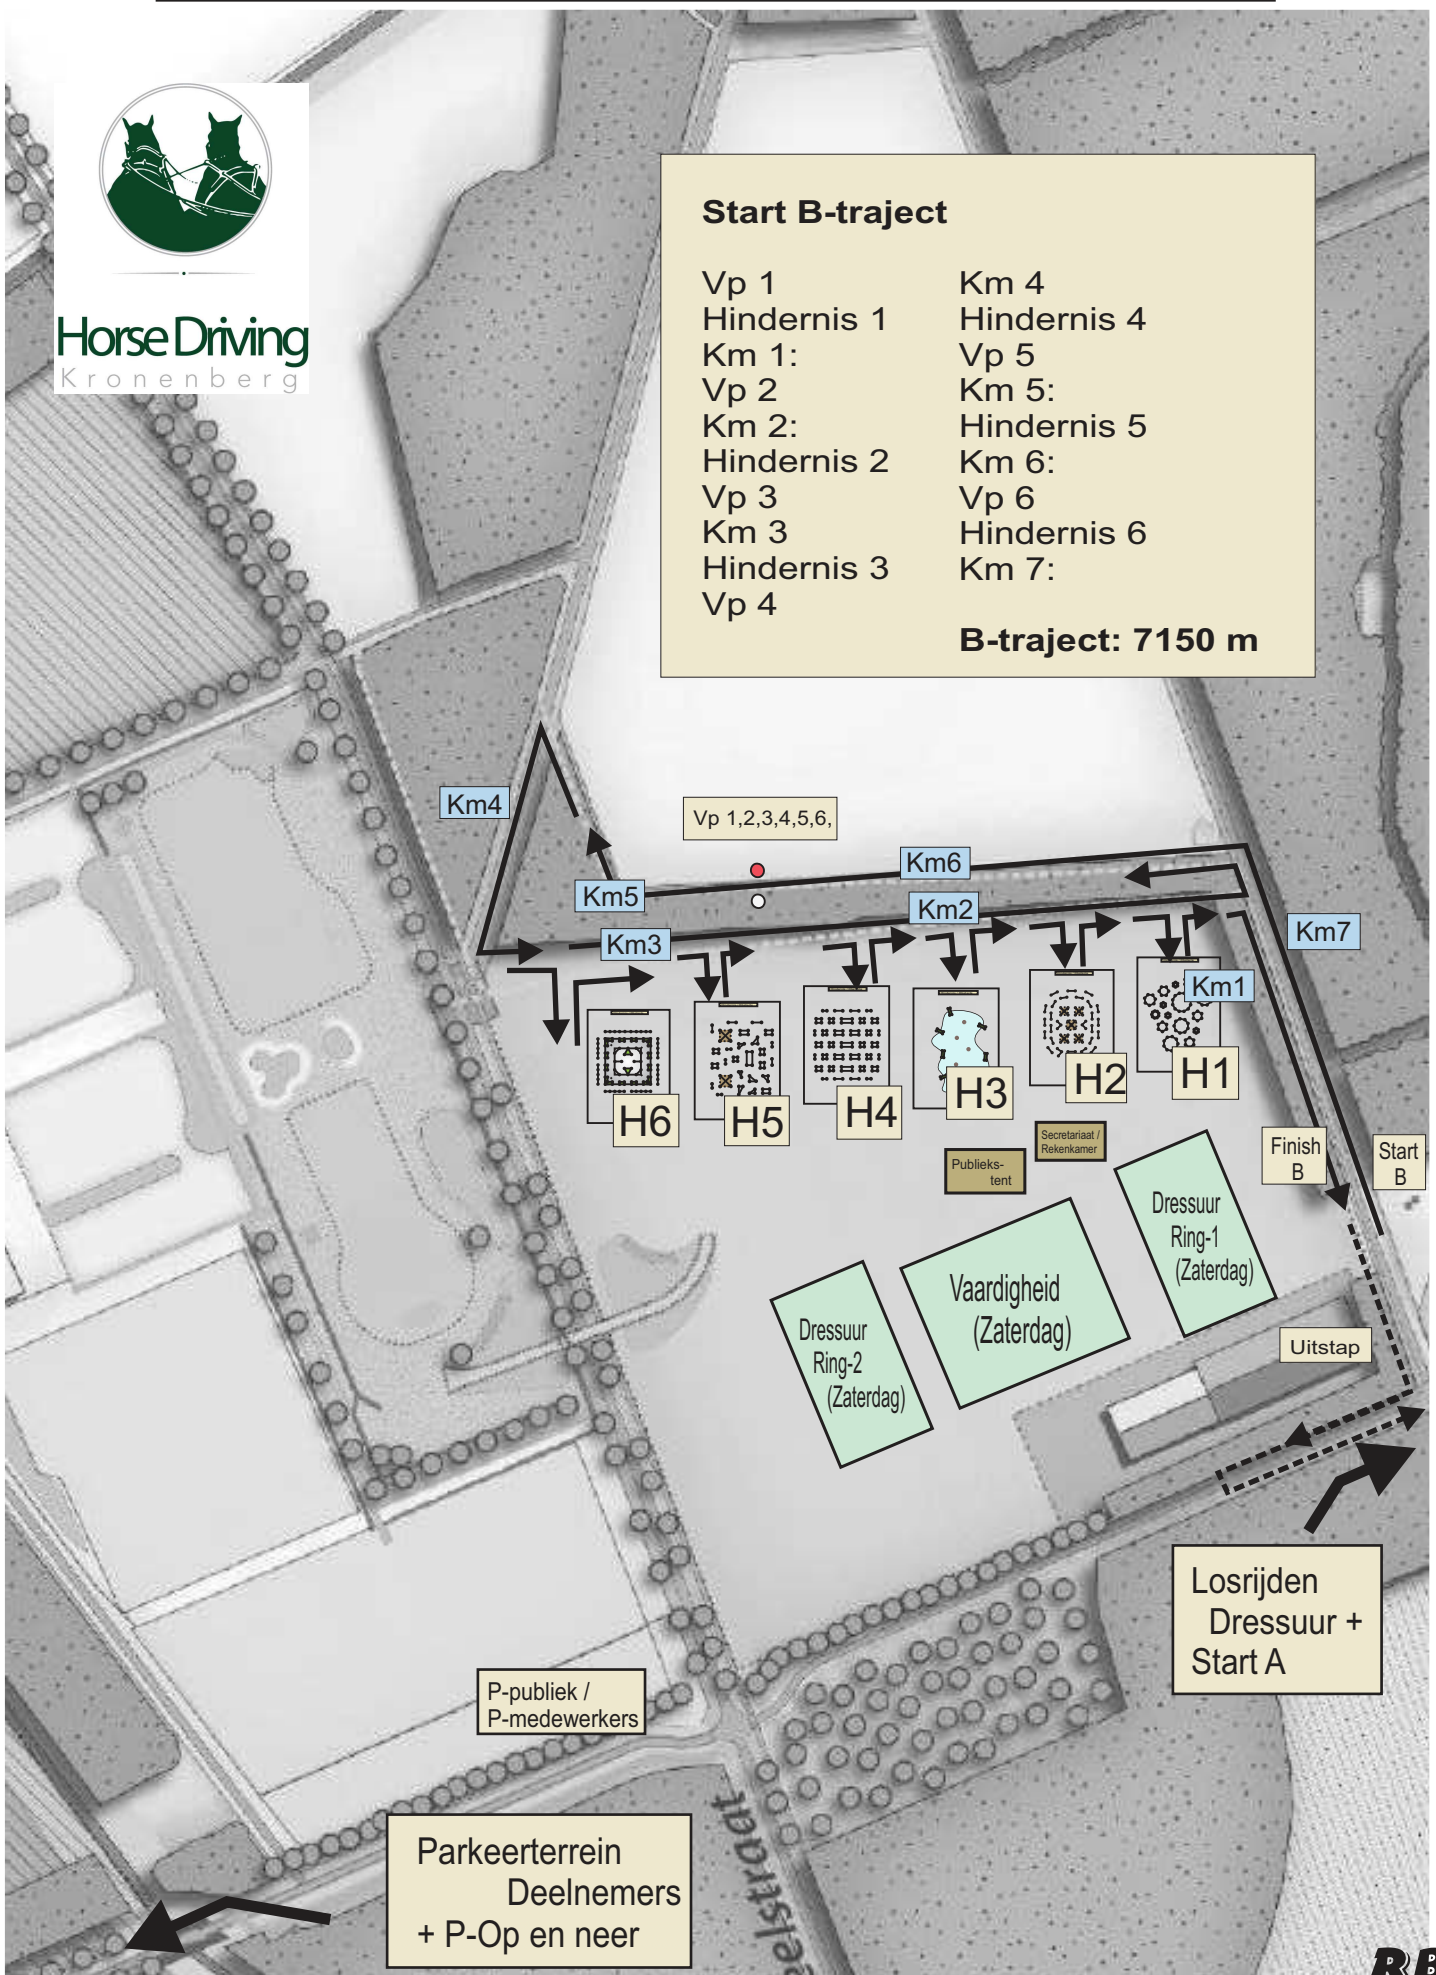 Horse Driving
Kronenberg
Start B-traject
Vp 1
Hindernis 1
Km 1:
Vp 2
Km 2:
Hindernis 2
Vp 3
Km 3
Hindernis 3
Vp 4
Km 4
Hindernis 4
Vp 5
Km 5:
Hindernis 5
Km 6:
Vp 6
Hindernis 6
Km 7:
B-traject: 7150 m
Km4
Vp 1,2,3,4,5,6,
Km6
Km5
Km2
Km3
Km7
Km1
H6
H5
H4
H3
H2
H1
Secretariaat /
Rekenkamer
Publieks-
tent
Finish
B
Start
B
Dressuur
Ring-1
(Zaterdag)
Vaardigheid
(Zaterdag)
Dressuur
Ring-2
(Zaterdag)
Uitstap
Losrijden
Dressuur +
Start A
P-publiek /
P-medewerkers
Parkeerterrein
Deelnemers
+ P-Op en neer
eelstraat